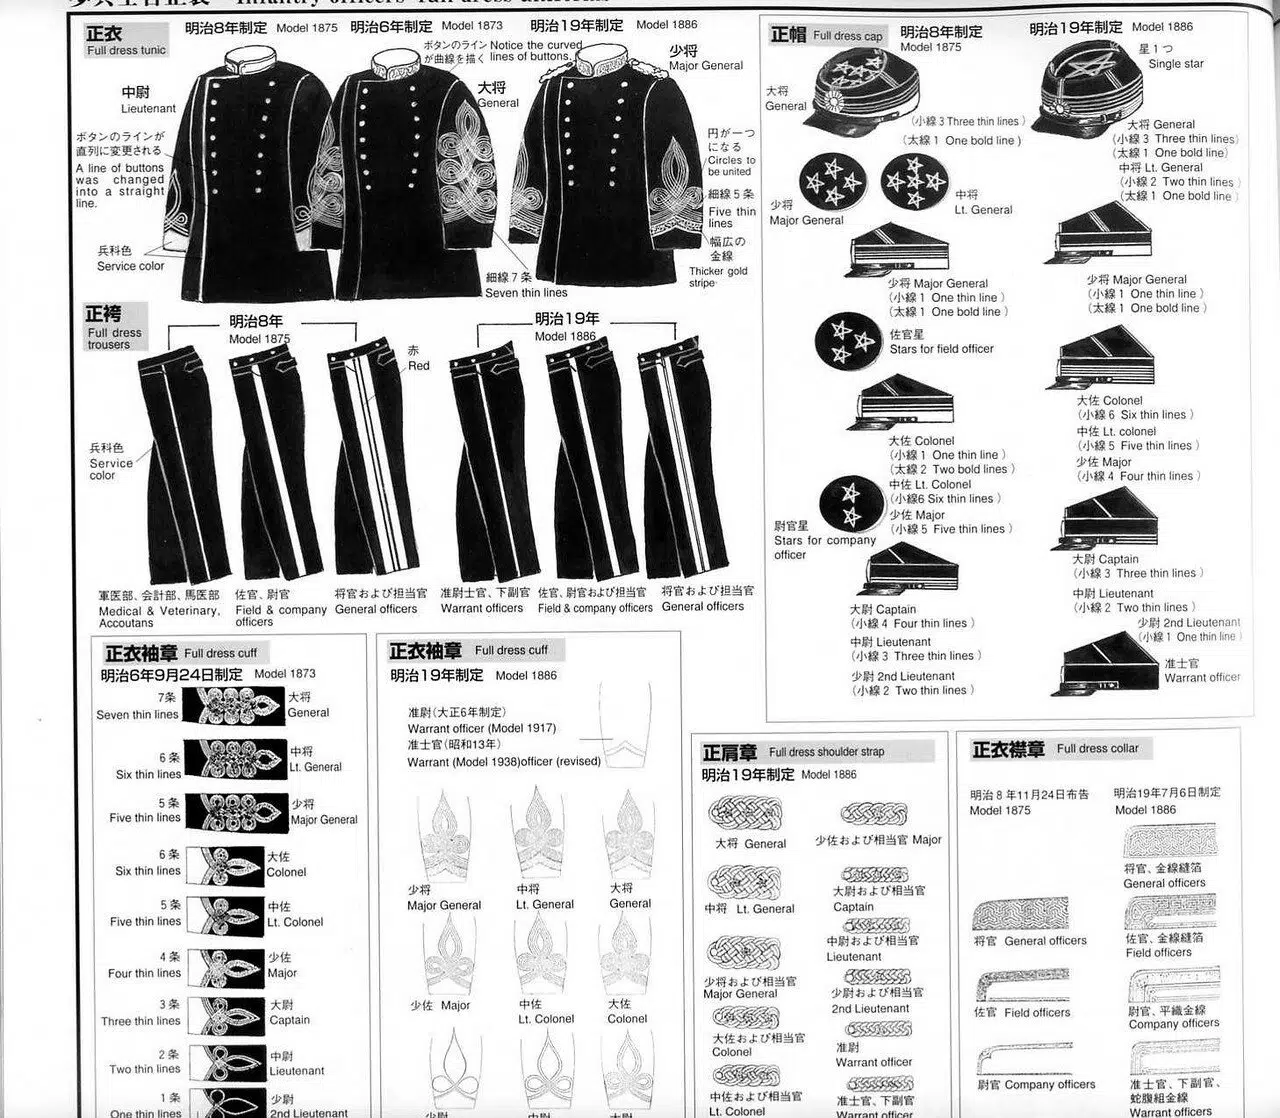 Infantry officers' full dress uniforms
正衣
Full dress tunic
明治8年制定 Model 1875
明治6年制定 Model 1873
明治19年制定 Model 1886
ボタンのライン
が曲線を描く
Notice the curved
lines of buttons.
少将
Major General
中尉
Lieutenant
大将
General
ボタンのラインが
直列に変更される
A line of buttons
was changed
into a straight
line.
円が一つ
になる
Circles to
be united
細線5条
Five thin
lines
幅広の
金線
Thicker gold
stripe
兵科色
Service color
細線7条
Seven thin lines
正袴
Full dress
trousers
明治8年
Model 1875
明治19年
Model 1886
赤
Red
兵科色
Service
color
軍医部、会計部、馬医部
Medical & Veterinary,
Accoutans
佐官、尉官
Field & company
officers
将官および担当官
General officers
准尉士官、下副官
Warrant officers
佐官、尉官および担当官
Field & company officers
将官および担当官
General officers
正帽 Full dress cap
明治8年制定
Model 1875
明治19年制定 Model 1886
星1つ
Single star
大将
General
(小線3 Three thin lines)
(太線1 One bold line)
大将 General
(小線3 Three thin lines)
(太線1 One bold line)
中将 Lt. General
(小線2 Two thin lines)
(太線1 One bold line)
少将
Major General
中将
Lt. General
少将 Major General
(小線1 One thin line)
(太線1 One bold line)
少将 Major General
(小線1 One thin line)
(太線1 One bold line)
佐官星
Stars for field officer
大佐 Colonel
(小線1 One thin line)
(太線2 Two bold lines)
中佐 Lt. Colonel
(小線6 Six thin lines)
少佐 Major
(小線5 Five thin lines)
大佐 Colonel
(小線6 Six thin lines)
中佐 Lt. colonel
(小線5 Five thin lines)
少佐 Major
(小線4 Four thin lines)
尉官星
Stars for company
officer
大尉 Captain
(小線4 Four thin lines)
中尉 Lieutenant
(小線3 Three thin lines)
少尉 2nd Lieutenant
(小線2 Two thin lines)
大尉 Captain
(小線3 Three thin lines)
中尉 Lieutenant
(小線2 Two thin lines)
少尉 2nd Lieutenant
(小線1 One thin line)
准士官
Warrant officer
正衣袖章 Full dress cuff
明治6年9月24日制定 Model 1873
7条
Seven thin lines
大将
General
6条
Six thin lines
中将
Lt. General
5条
Five thin lines
少将
Major General
6条
Six thin lines
大佐
Colonel
5条
Five thin lines
中佐
Lt. Colonel
4条
Four thin lines
少佐
Major
3条
Three thin lines
大尉
Captain
2条
Two thin lines
中尉
Lieutenant
1条
One thin lines
少尉
2nd Lieutenant
正衣袖章 Full dress cuff
明治19年制定 Model 1886
准尉(大正6年制定)
Warrant officer (Model 1917)
准士官(昭和13年)
Warrant (Model 1938)officer (revised)
少将
Major General
中将
Lt. General
大将
General
少佐 Major
中佐
Lt. Colonel
大佐
Colonel
少尉
中尉
大尉
正肩章 Full dress shoulder strap
明治19年制定 Model 1886
大将 General
少佐および相当官 Major
中将 Lt. General
大尉および相当官
Captain
中尉および相当官
Lieutenant
少将および相当官
Major General
少尉および相当官
2nd Lieutenant
大佐および相当官
Colonel
准尉
Warrant officer
中佐および相当官
Lt. Colonel
准士官、下副官
Warrant officer
正衣襟章 Full dress collar
明治8年11月24日布告
Model 1875
明治19年7月6日制定
Model 1886
将官、金線縫箔
General officers
将官 General officers
佐官、金線縫箔
Field officers
佐官 Field officers
尉官、平織金線
Company officers
尉官 Company officers
准士官、下副官、
蛇腹組金線
Warrant officers